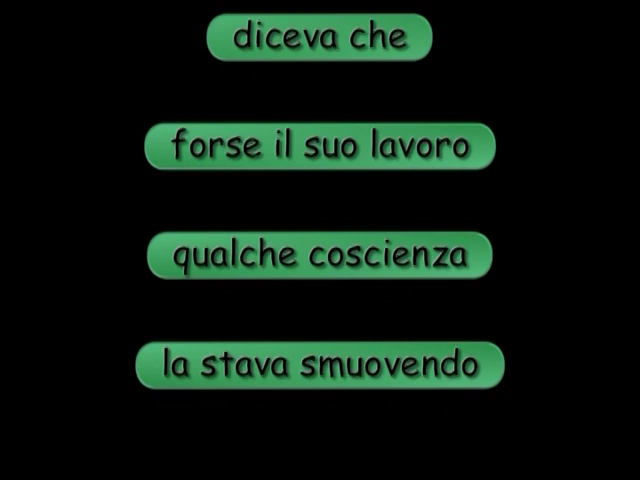 diceva che
forse il suo lavoro
qualche coscienza
la stava smuovendo